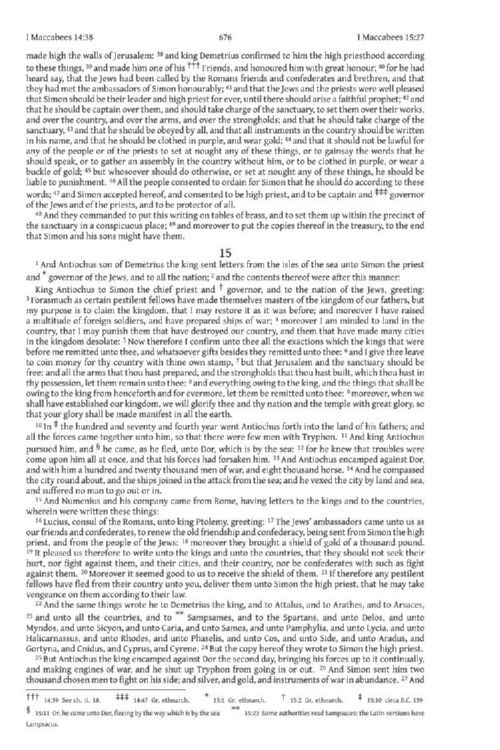 I Maccabees 14:38 676 I Maccabees 15:27
made high the walls of Jerusalem: 38 and king Demetrius confirmed to him the high priesthood according
to these things, 39 and made him one of his ††† Friends, and honoured him with great honour; 40 for he had
heard say, that the Jews had been called by the Romans friends and confederates and brethren, and that
they had met the ambassadors of Simon honourably; 41 and that the Jews and the priests were well pleased
that Simon should be their leader and high priest for ever, until there should arise a faithful prophet; 42 and
that he should be captain over them, and should take charge of the sanctuary, to set them over their works,
and over the country, and over the arms, and over the strongholds; and that he should take charge of the
sanctuary, 43 and that he should be obeyed by all, and that all instruments in the country should be written
in his name, and that he should be clothed in purple, and wear gold; 44 and that it should not be lawful for
any of the people or of the priests to set at nought any of these things, or to gainsay the words that he
should speak, or to gather an assembly in the country without him, or to be clothed in purple, or wear a
buckle of gold; 45 but whosoever should do otherwise, or set at nought any of these things, he should be
liable to punishment. 46 All the people consented to ordain for Simon that he should do according to these
words; 47 and Simon accepted hereof, and consented to be high priest, and to be captain and ‡‡‡ governor
of the Jews and of the priests, and to be protector of all.
48 And they commanded to put this writing on tables of brass, and to set them up within the precinct of
the sanctuary in a conspicuous place; 49 and moreover to put the copies thereof in the treasury, to the end
that Simon and his sons might have them.
15
1 And Antiochus son of Demetrius the king sent letters from the isles of the sea unto Simon the priest
and * governor of the Jews, and to all the nation; 2 and the contents thereof were after this manner:
King Antiochus to Simon the chief priest and † governor, and to the nation of the Jews, greeting:
3 Forasmuch as certain pestilent fellows have made themselves masters of the kingdom of our fathers, but
my purpose is to claim the kingdom, that I may restore it as it was before; and moreover I have raised
a multitude of foreign soldiers, and have prepared ships of war; 4 moreover I am minded to land in the
country, that I may punish them that have destroyed our country, and them that have made many cities
in the kingdom desolate: 5 Now therefore I confirm unto thee all the exactions which the kings that were
before me remitted unto thee, and whatsoever gifts besides they remitted unto thee: 6 and I give thee leave
to coin money for thy country with thine own stamp, 7 but that Jerusalem and the sanctuary should be
free: and all the arms that thou hast prepared, and the strongholds that thou hast built, which thou hast in
thy possession, let them remain unto thee: 8 and everything owing to the king, and the things that shall be
owing to the king from henceforth and for evermore, let them be remitted unto thee: 9 moreover, when we
shall have established our kingdom, we will glorify thee and thy nation and the temple with great glory, so
that your glory shall be made manifest in all the earth.
10 In ‡ the hundred and seventy and fourth year went Antiochus forth into the land of his fathers; and
all the forces came together unto him, so that there were few men with Tryphon. 11 And king Antiochus
pursued him, and § he came, as he fled, unto Dor, which is by the sea: 12 for he knew that troubles were
come upon him all at once, and that his forces had forsaken him. 13 And Antiochus encamped against Dor,
and with him a hundred and twenty thousand men of war, and eight thousand horse. 14 And he compassed
the city round about, and the ships joined in the attack from the sea; and he vexed the city by land and sea,
and suffered no man to go out or in.
15 And Numenius and his company came from Rome, having letters to the kings and to the countries,
wherein were written these things:
16 Lucius, consul of the Romans, unto king Ptolemy, greeting: 17 The Jews' ambassadors came unto us as
our friends and confederates, to renew the old friendship and confederacy, being sent from Simon the high
priest, and from the people of the Jews: 18 moreover they brought a shield of gold of a thousand pound.
19 It pleased us therefore to write unto the kings and unto the countries, that they should not seek their
hurt, nor fight against them, and their cities, and their country, nor be confederates with such as fight
against them. 20 Moreover it seemed good to us to receive the shield of them. 21 If therefore any pestilent
fellows have fled from their country unto you, deliver them unto Simon the high priest, that he may take
vengeance on them according to their law.
22 And the same things wrote he to Demetrius the king, and to Attalus, and to Arathes, and to Arsaces,
23 and unto all the countries, and to ** Sampsames, and to the Spartans, and unto Delos, and unto
Myndos, and unto Sicyon, and unto Caria, and unto Samos, and unto Pamphylia, and unto Lycia, and unto
Halicarnassus, and unto Rhodes, and unto Phaselis, and unto Cos, and unto Side, and unto Aradus, and
Gortyna, and Cnidus, and Cyprus, and Cyrene. 24 But the copy hereof they wrote to Simon the high priest.
25 But Antiochus the king encamped against Dor the second day, bringing his forces up to it continually,
and making engines of war, and he shut up Tryphon from going in or out. 26 And Simon sent him two
thousand chosen men to fight on his side; and silver, and gold, and instruments of war in abundance. 27 And
††† 14:39 See ch. ii. 18. ‡‡‡ 14:47 Gr. ethnarch. * 15:1 Gr. ethnarch. † 15:2 Gr. ethnarch. ‡ 15:10 circa B.C. 139.
§ 15:11 Or, he came unto Dor, fleeing by the way which is by the sea ** 15:23 Some authorities read Sampsaces: the Latin versions have
Lampsacus.